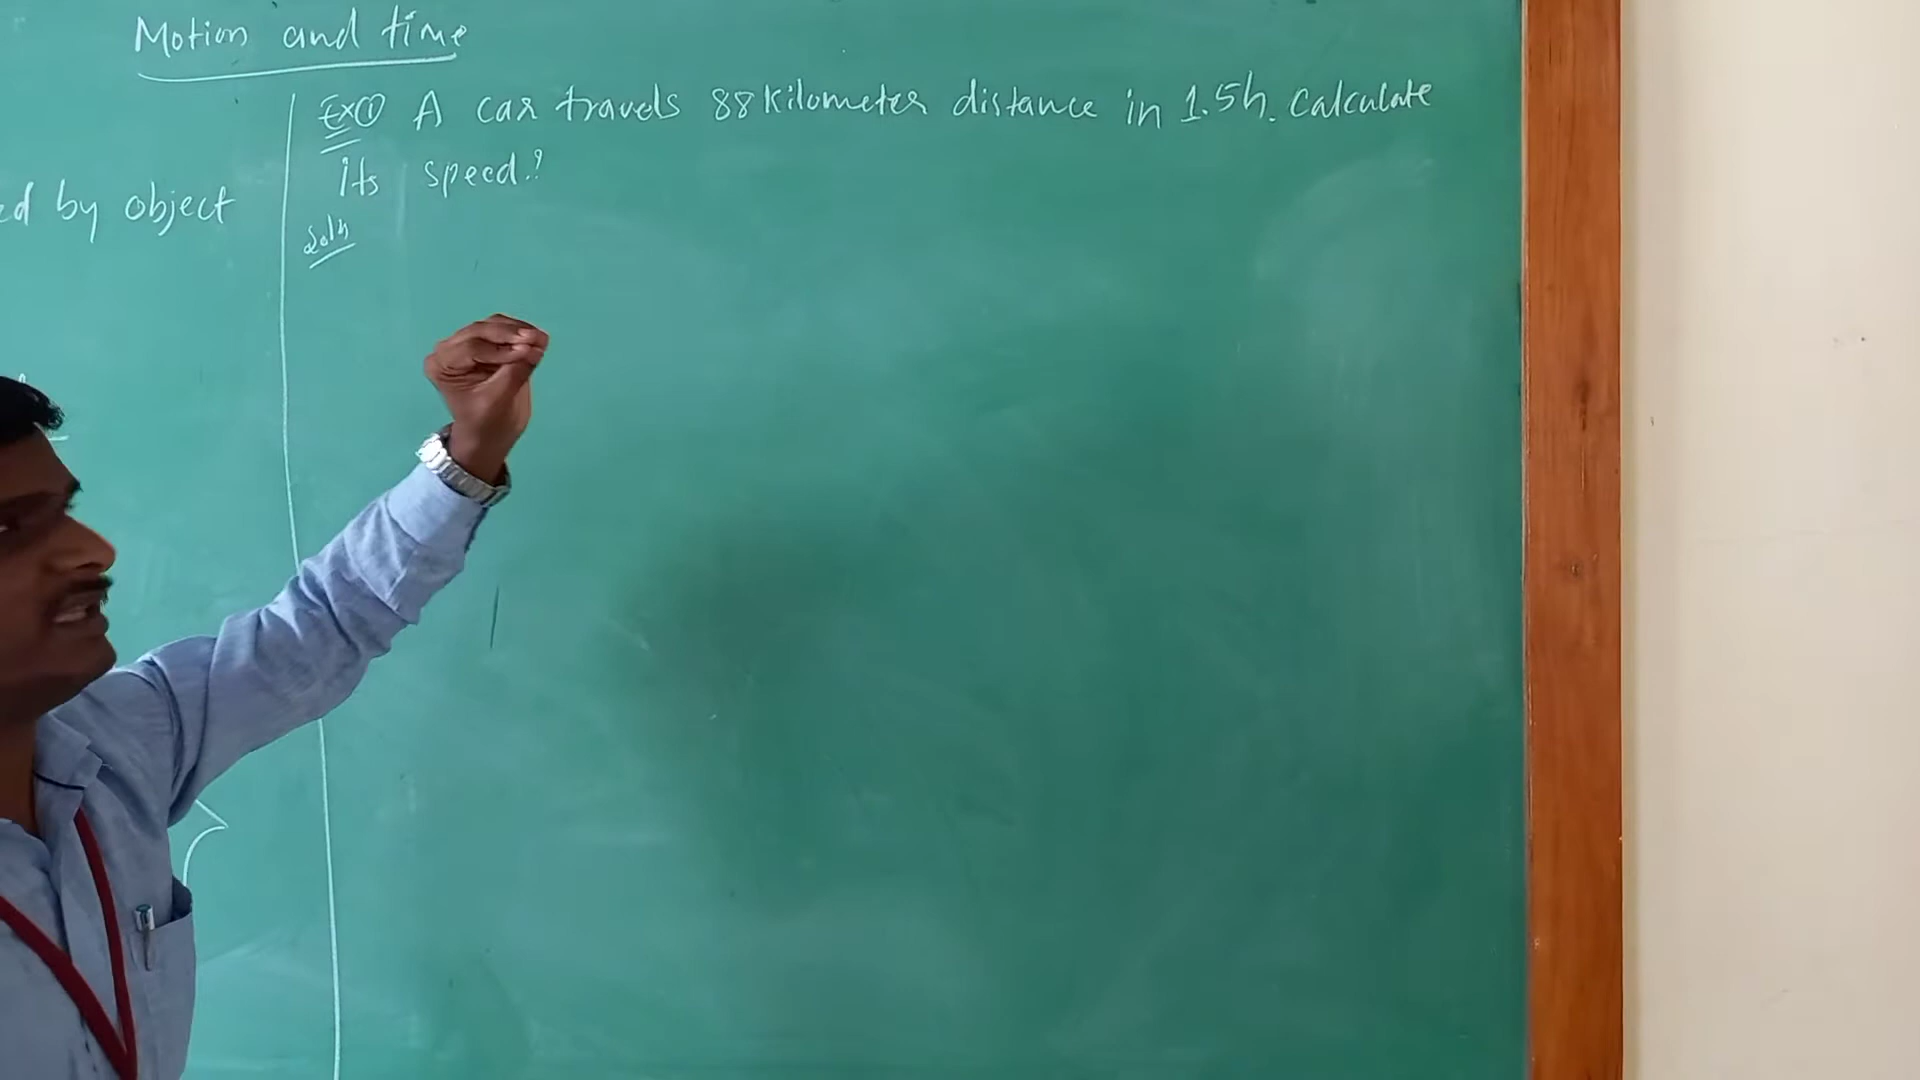 Motion and time
Ex① A car travels 88 Kilometer distance in 1.5h. Calculate
its speed.?
ed by object
Soln